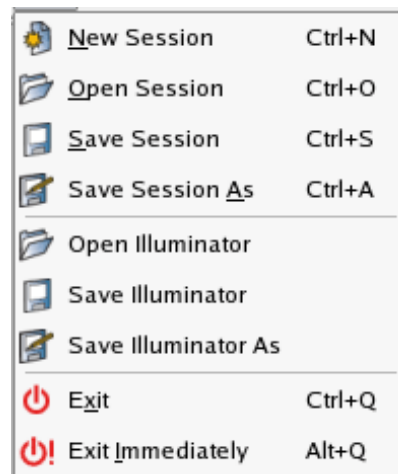 New Session Ctrl+N
Open Session Ctrl+O
Save Session Ctrl+S
Save Session As Ctrl+A
Open Illuminator
Save Illuminator
Save Illuminator As
Exit Ctrl+Q
Exit Immediately Alt+Q